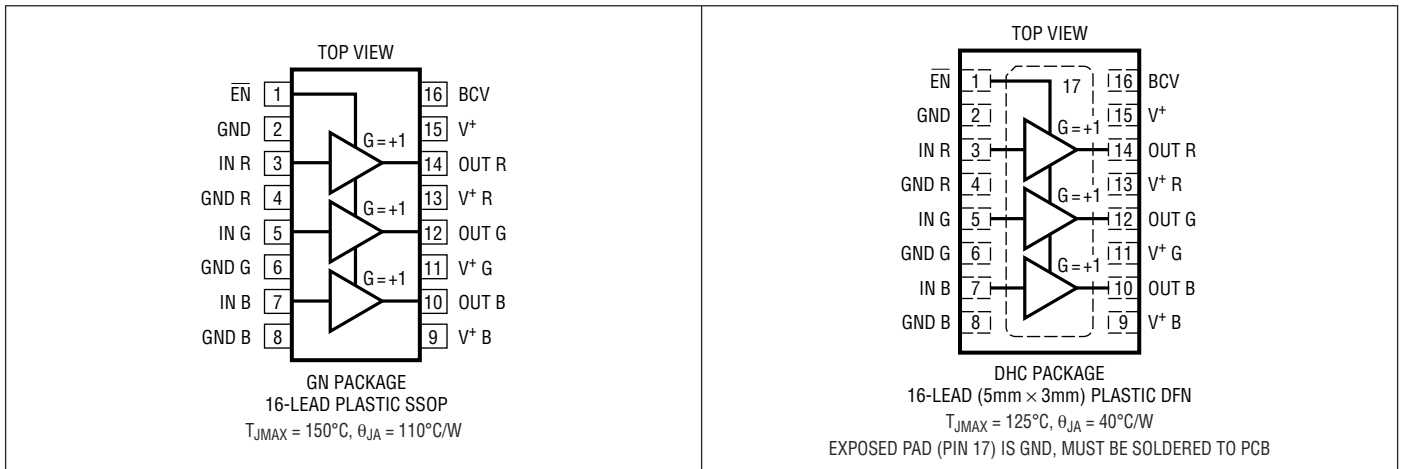 TOP VIEW
E̅N̅ 1 16 BCV
GND 2 15 V+
G = +1
IN R 3 14 OUT R
GND R 4 13 V+ R
G = +1
IN G 5 12 OUT G
GND G 6 11 V+ G
G = +1
IN B 7 10 OUT B
GND B 8 9 V+ B
GN PACKAGE
16-LEAD PLASTIC SSOP
TJMAX = 150°C, θJA = 110°C/W
TOP VIEW
E̅N̅ 1 17 16 BCV
GND 2 15 V+
G = +1
IN R 3 14 OUT R
GND R 4 13 V+ R
G = +1
IN G 5 12 OUT G
GND G 6 11 V+ G
G = +1
IN B 7 10 OUT B
GND B 8 9 V+ B
DHC PACKAGE
16-LEAD (5mm × 3mm) PLASTIC DFN
TJMAX = 125°C, θJA = 40°C/W
EXPOSED PAD (PIN 17) IS GND, MUST BE SOLDERED TO PCB